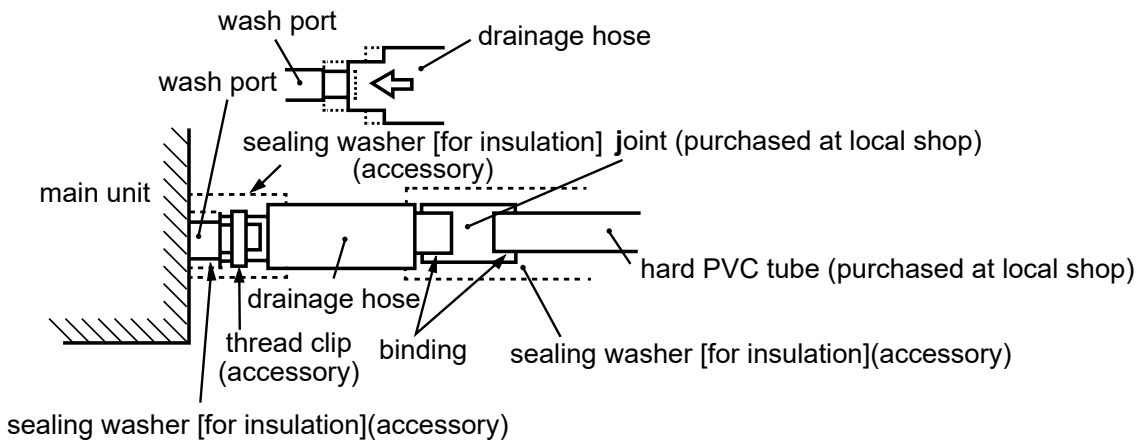 wash port
drainage hose
wash port
sealing washer [for insulation]
(accessory)
joint (purchased at local shop)
main unit
hard PVC tube (purchased at local shop)
drainage hose
thread clip
(accessory)
binding
sealing washer [for insulation](accessory)
sealing washer [for insulation](accessory)